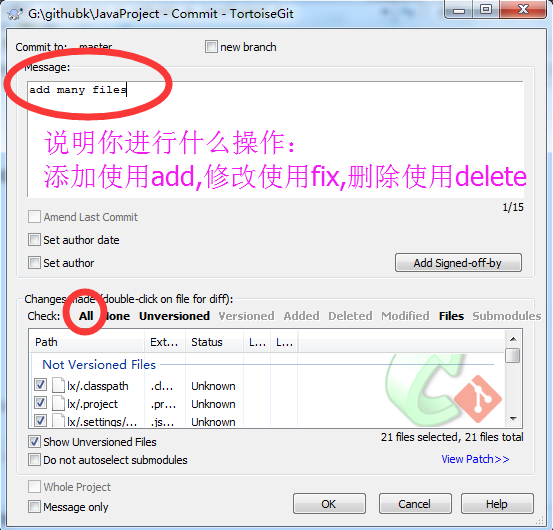 G:\githubk\JavaProject - Commit - TortoiseGit
Commit to: master new branch
Message:
add many files
说明你进行什么操作:
添加使用add,修改使用fix,删除使用delete
1/15
Amend Last Commit
Set author date
Set author Add Signed-off-by
Changes made (double-click on file for diff):
Check: All None Unversioned Versioned Added Deleted Modified Files Submodules
Path Ext... Status L... L...
Not Versioned Files
lx/.classpath .cl... Unknown
lx/.project .pr... Unknown
lx/.settings/... .js... Unknown
Show Unversioned Files 21 files selected, 21 files total
Do not autoselect submodules View Patch>>
Whole Project
Message only OK Cancel Help